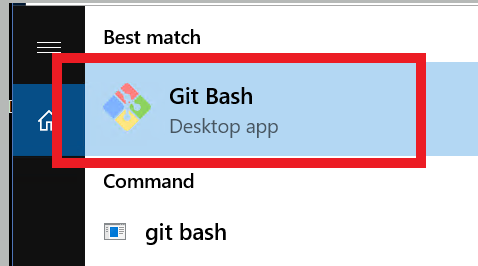 Best match
Git Bash
Desktop app
Command
git bash